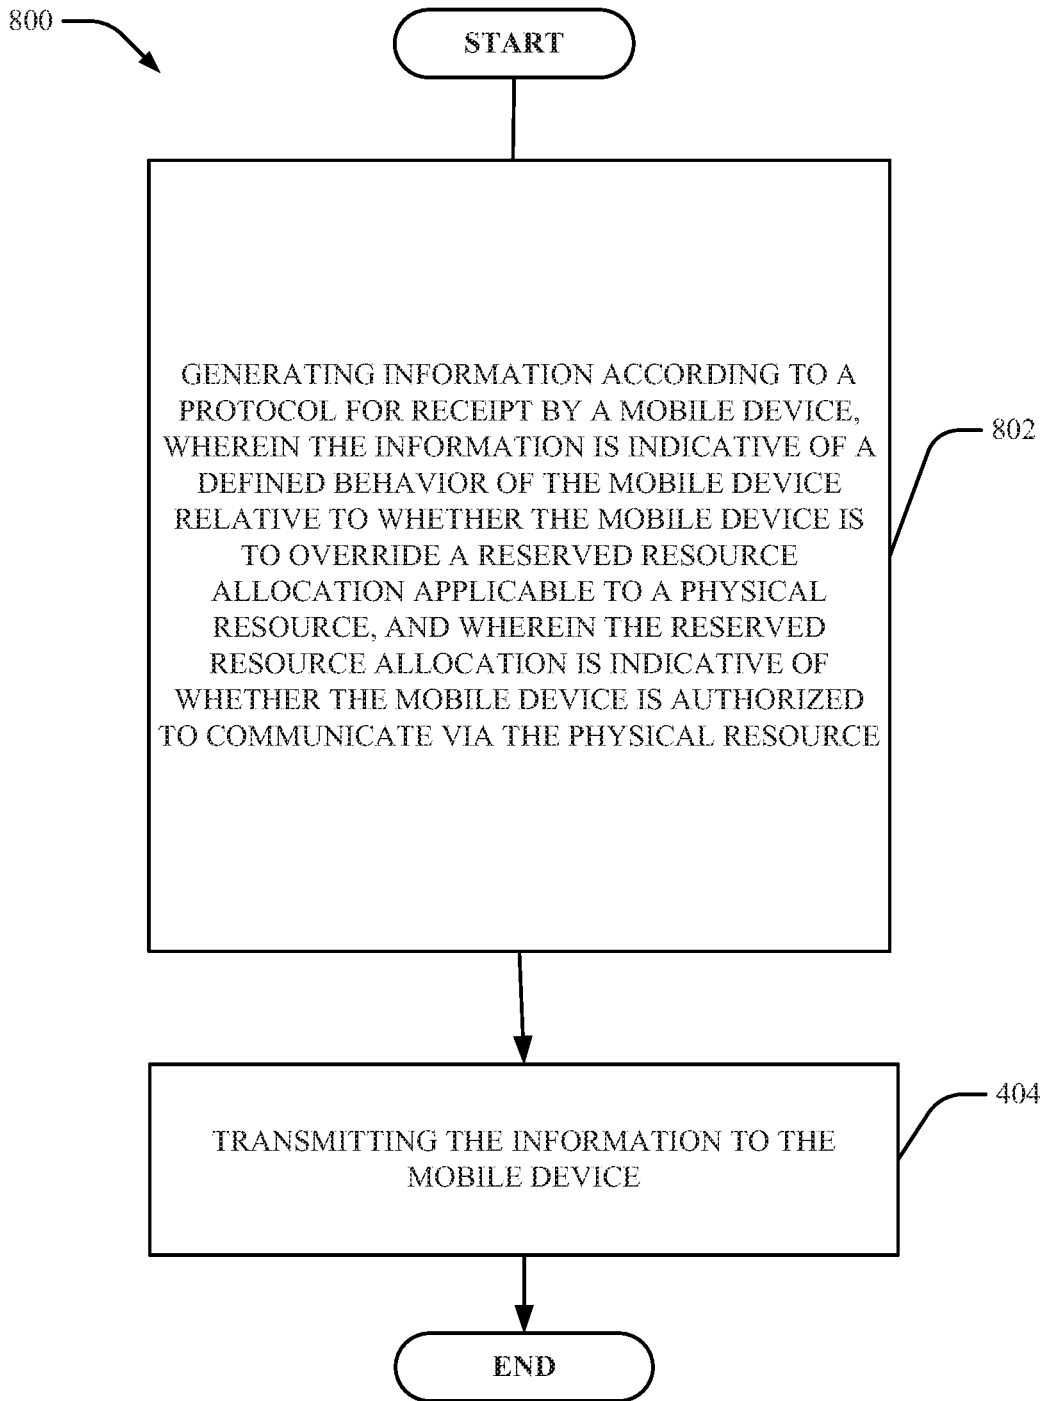 800
START
GENERATING INFORMATION ACCORDING TO A
PROTOCOL FOR RECEIPT BY A MOBILE DEVICE,
WHEREIN THE INFORMATION IS INDICATIVE OF A
DEFINED BEHAVIOR OF THE MOBILE DEVICE
RELATIVE TO WHETHER THE MOBILE DEVICE IS
TO OVERRIDE A RESERVED RESOURCE
ALLOCATION APPLICABLE TO A PHYSICAL
RESOURCE, AND WHEREIN THE RESERVED
RESOURCE ALLOCATION IS INDICATIVE OF
WHETHER THE MOBILE DEVICE IS AUTHORIZED
TO COMMUNICATE VIA THE PHYSICAL RESOURCE
802
TRANSMITTING THE INFORMATION TO THE
MOBILE DEVICE
404
END